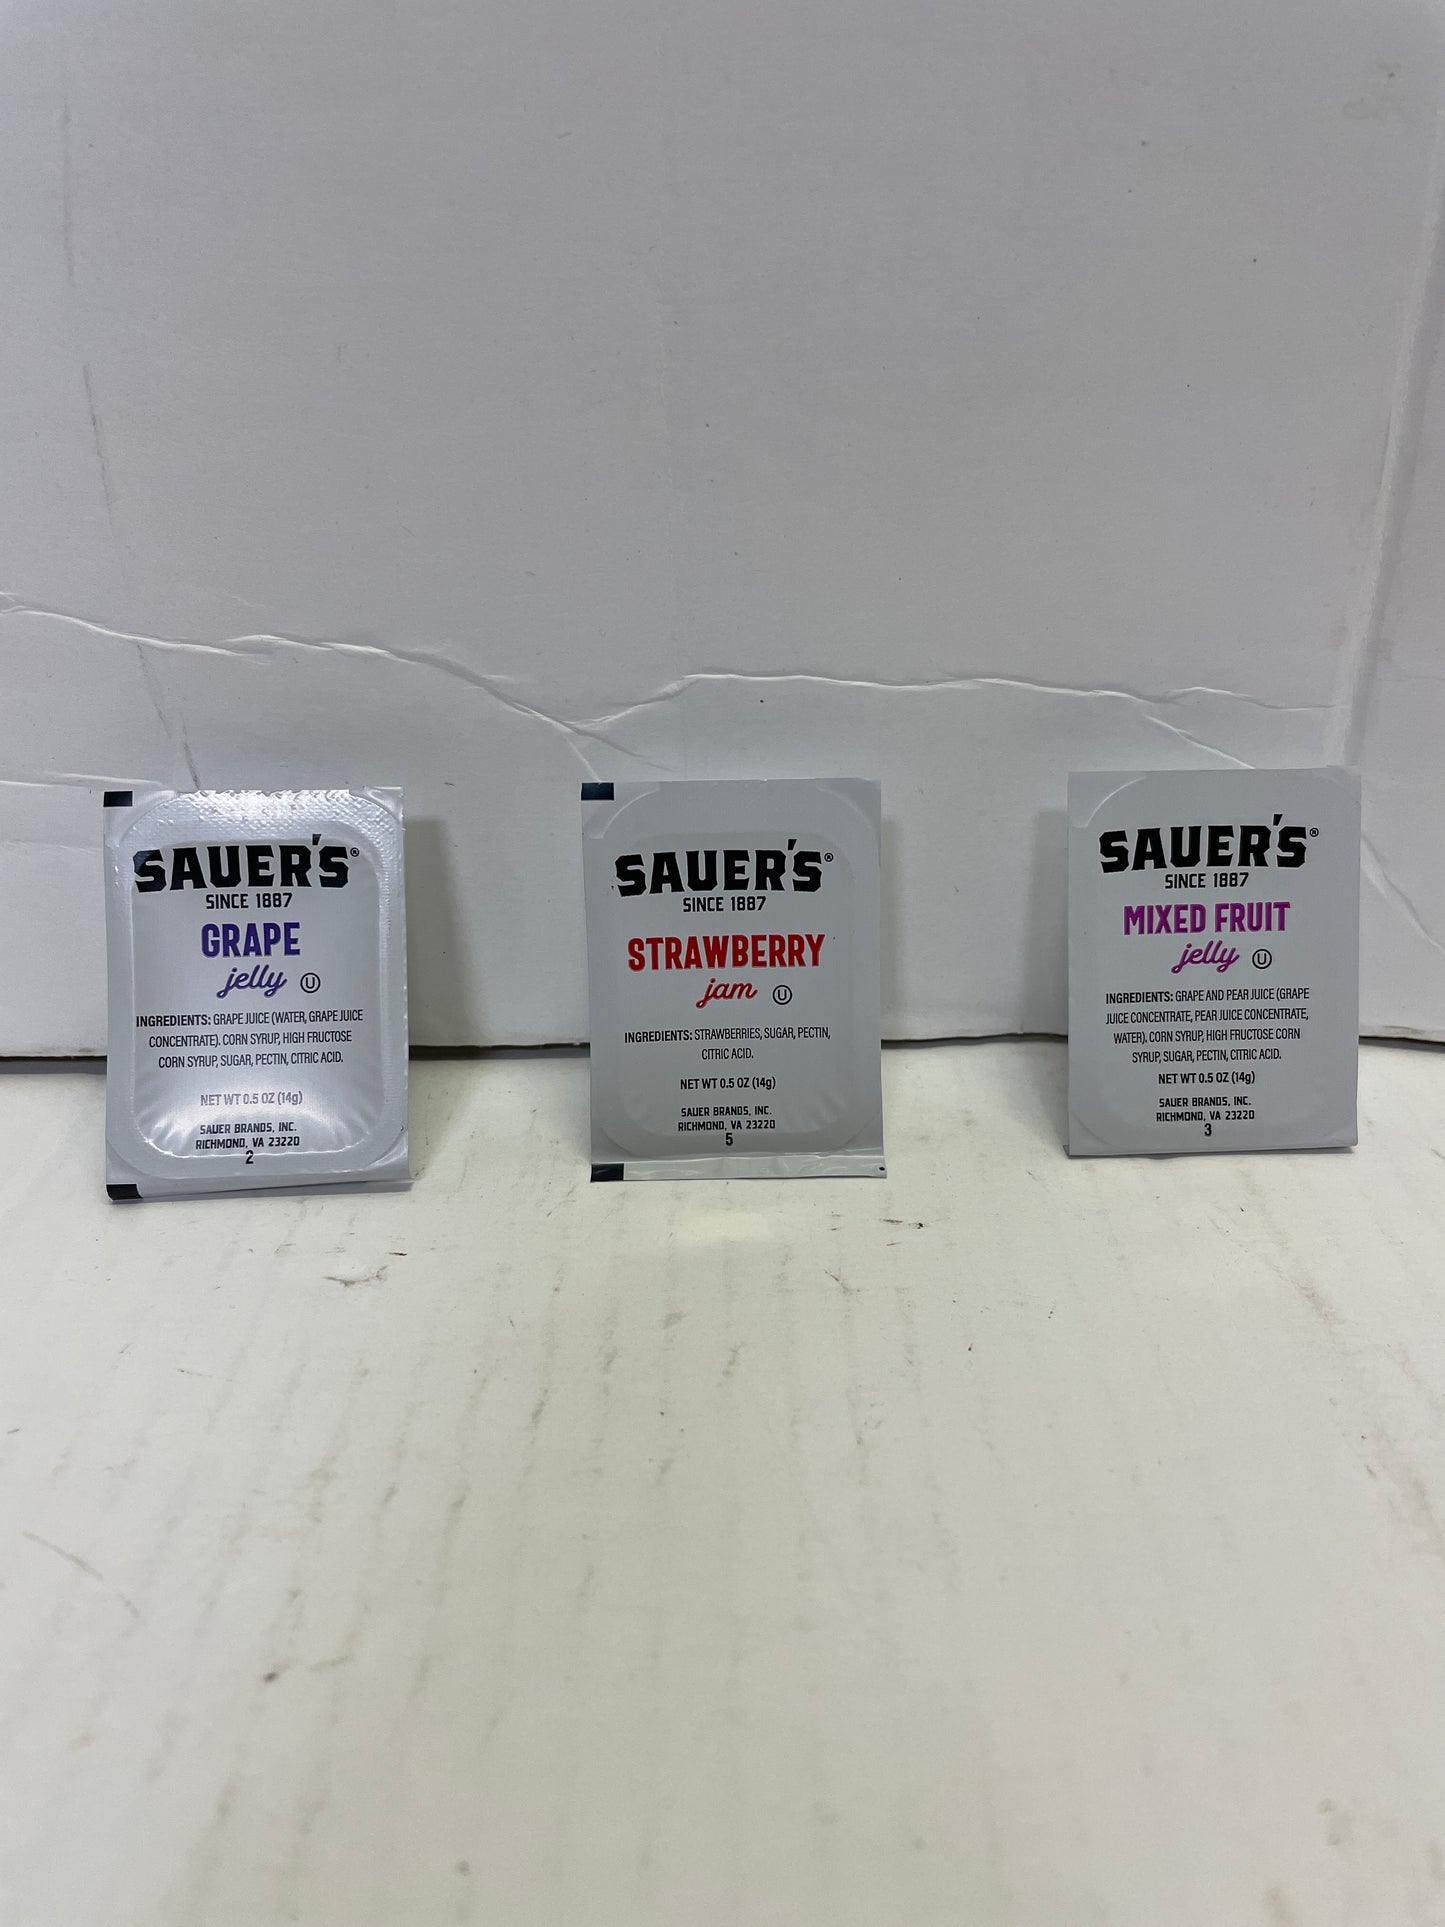 SAUER'S®
SINCE 1887
GRAPE
jelly Ⓤ
INGREDIENTS: GRAPE JUICE (WATER, GRAPE JUICE
CONCENTRATE). CORN SYRUP, HIGH FRUCTOSE
CORN SYRUP, SUGAR, PECTIN, CITRIC ACID.
NET WT 0.5 OZ (14g)
SAUER BRANDS, INC.
RICHMOND, VA 23220
2
SAUER'S®
SINCE 1887
STRAWBERRY
jam Ⓤ
INGREDIENTS: STRAWBERRIES, SUGAR, PECTIN,
CITRIC ACID.
NET WT 0.5 OZ (14g)
SAUER BRANDS, INC.
RICHMOND, VA 23220
5
SAUER'S®
SINCE 1887
MIXED FRUIT
jelly Ⓤ
INGREDIENTS: GRAPE AND PEAR JUICE (GRAPE
JUICE CONCENTRATE, PEAR JUICE CONCENTRATE,
WATER). CORN SYRUP, HIGH FRUCTOSE CORN
SYRUP, SUGAR, PECTIN, CITRIC ACID.
NET WT 0.5 OZ (14g)
SAUER BRANDS, INC.
RICHMOND, VA 23220
3